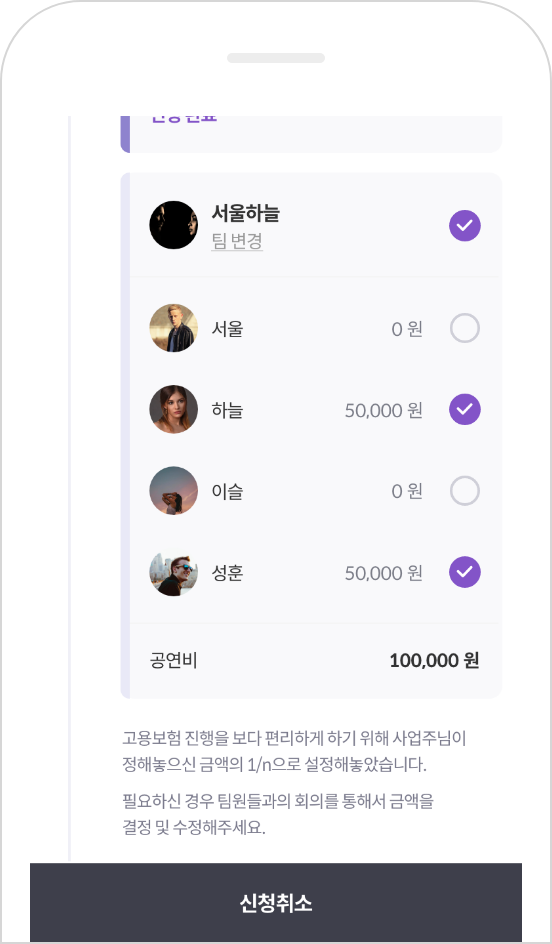 서울하늘
팀 변경
서울 0 원
하늘 50,000 원
이슬 0 원
성훈 50,000 원
공연비 100,000 원
고용보험 진행을 보다 편리하게 하기 위해 사업주님이
정해놓으신 금액의 1/n으로 설정해놓았습니다.
필요하신 경우 팀원들과의 회의를 통해서 금액을
결정 및 수정해주세요.
신청취소